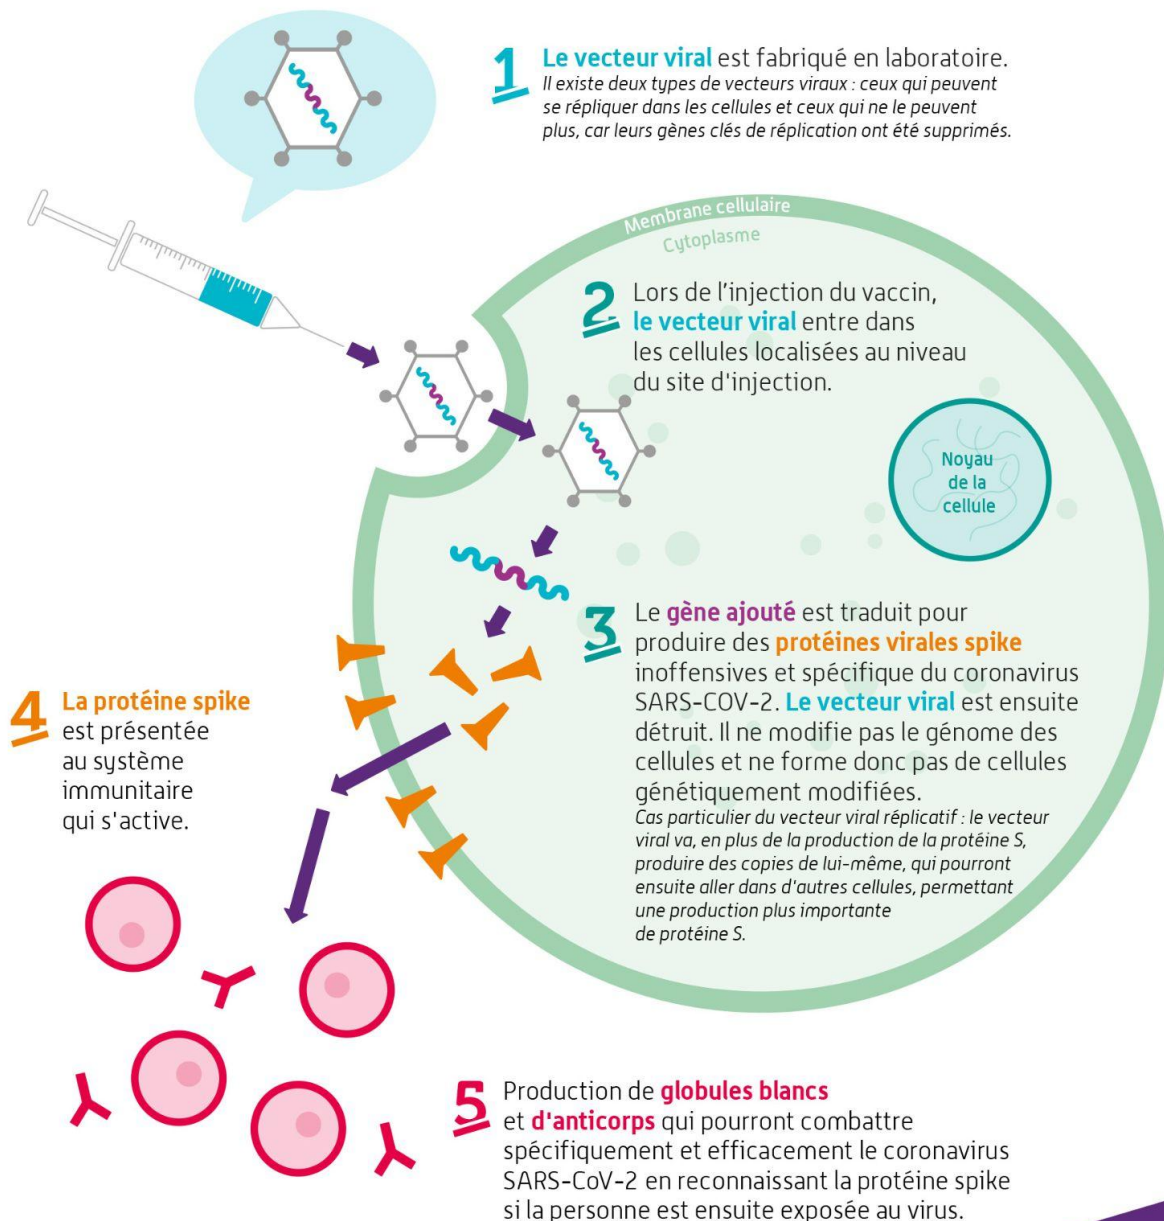 1 Le vecteur viral est fabriqué en laboratoire.
Il existe deux types de vecteurs viraux : ceux qui peuvent
se répliquer dans les cellules et ceux qui ne le peuvent
plus, car leurs gènes clés de réplication ont été supprimés.
Membrane cellulaire
Cytoplasme
2 Lors de l'injection du vaccin,
le vecteur viral entre dans
les cellules localisées au niveau
du site d'injection.
Noyau
de la
cellule
3 Le gène ajouté est traduit pour
produire des protéines virales spike
inoffensives et spécifique du coronavirus
SARS-COV-2. Le vecteur viral est ensuite
détruit. Il ne modifie pas le génome des
cellules et ne forme donc pas de cellules
génétiquement modifiées.
Cas particulier du vecteur viral réplicatif : le vecteur
viral va, en plus de la production de la protéine S,
produire des copies de lui-même, qui pourront
ensuite aller dans d'autres cellules, permettant
une production plus importante
de protéine S.
4 La protéine spike
est présentée
au système
immunitaire
qui s'active.
5 Production de globules blancs
et d'anticorps qui pourront combattre
spécifiquement et efficacement le coronavirus
SARS-CoV-2 en reconnaissant la protéine spike
si la personne est ensuite exposée au virus.